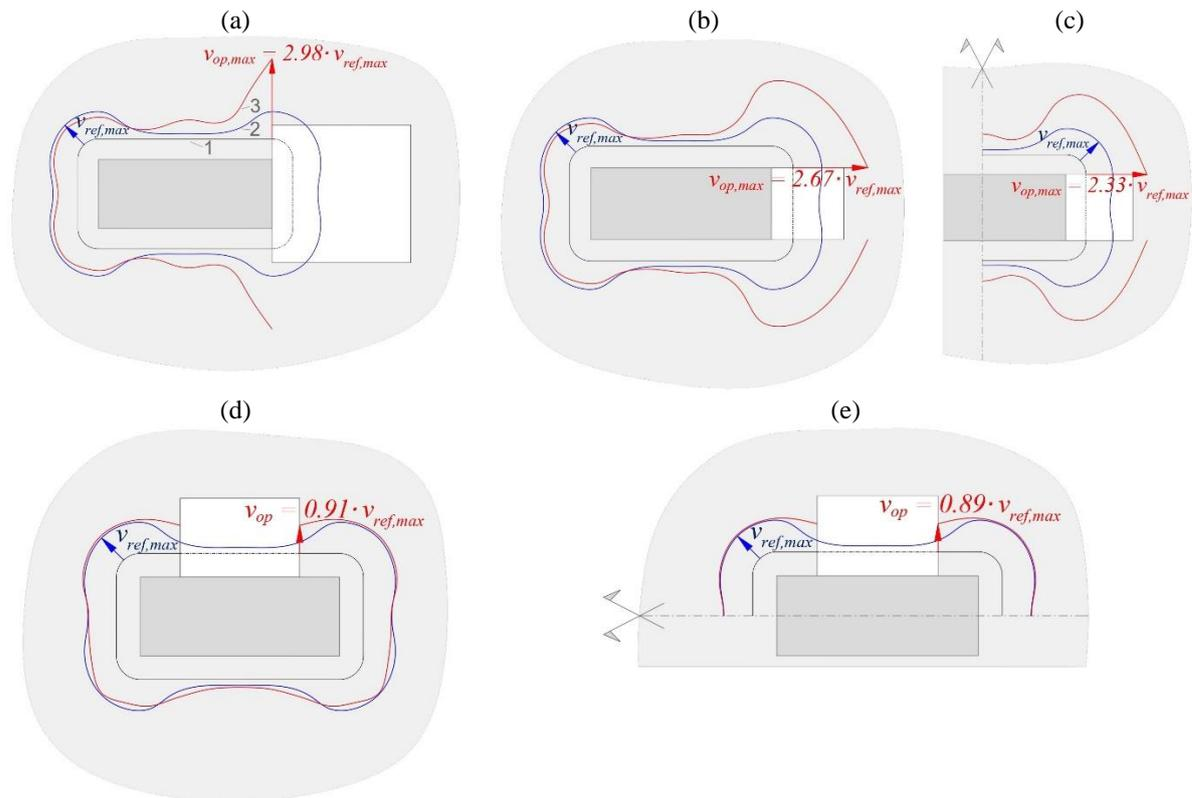 (a)
v_op,max = 2.98· v_ref,max
v_ref,max
3
2
1
(b)
v_ref,max
v_op,max = 2.67· v_ref,max
(c)
v_ref,max
v_op,max = 2.33· v_ref,max
(d)
v_op = 0.91· v_ref,max
v_ref,max
(e)
v_op = 0.89· v_ref,max
v_ref,max